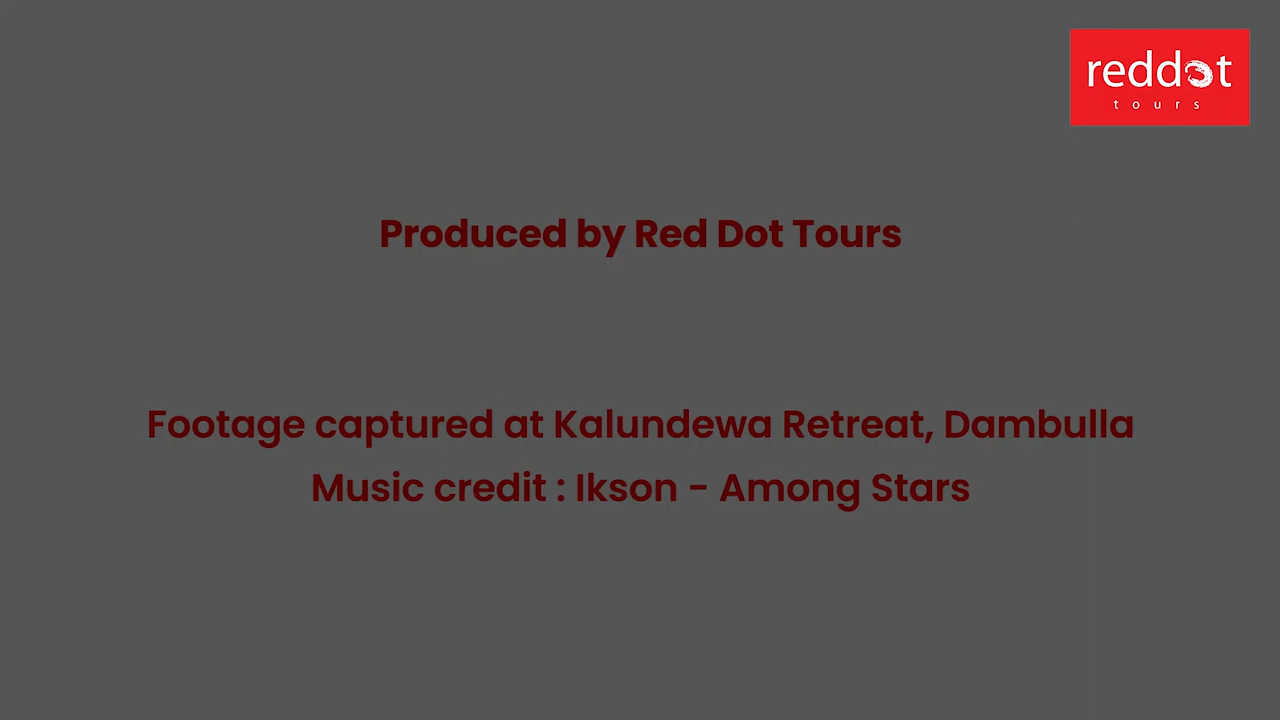 reddot
tours
Produced by Red Dot Tours
Footage captured at Kalundewa Retreat, Dambulla
Music credit : Ikson - Among Stars